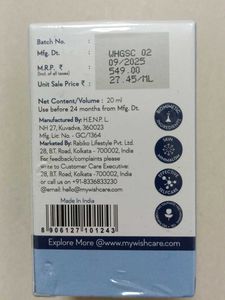 Batch No. : WHGSC 02
Mfg. Dt. : 09/2025
M.R.P. ₹ : 549.00
(Incl. of all taxes)
Unit Sale Price ₹ : 27.45/ML
Net Contents/Volume : 20 ml
Use before 24 months from Mfg. Dt.
Manufactured By: H.E.N.P. L.
NH 27, Kuvadva, 360023
Mfg. Lic. No. - GC/1364
Marketed By: Rabiko Lifestyle Pvt. Ltd.
28, B.T. Road, Kolkata - 700002, India
For feedback/complaints please
write to Customer Care Executive:
28, B.T. Road, Kolkata - 700002, India
or call us on +91-8336833230
@email: hello@mywishcare.com
Made In India
8 906127 101243
Explore More @www.mywishcare.com